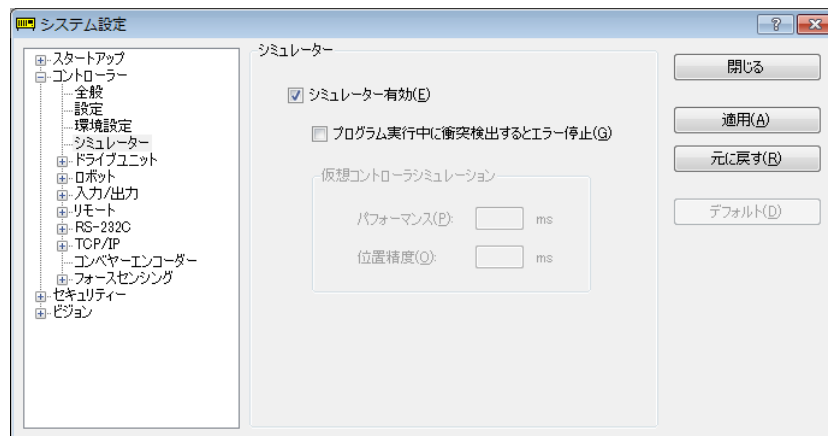 システム設定
スタートアップ
コントローラー
全般
設定
環境設定
シミュレーター
ドライブユニット
ロボット
入力/出力
リモート
RS-232C
TCP/IP
コンベヤーエンコーダー
フォースセンシング
セキュリティー
ビジョン
シミュレーター
シミュレーター有効(E)
プログラム実行中に衝突検出するとエラー停止(G)
仮想コントローラシミュレーション
パフォーマンス(P): ms
位置精度(O): ms
閉じる
適用(A)
元に戻す(R)
デフォルト(D)